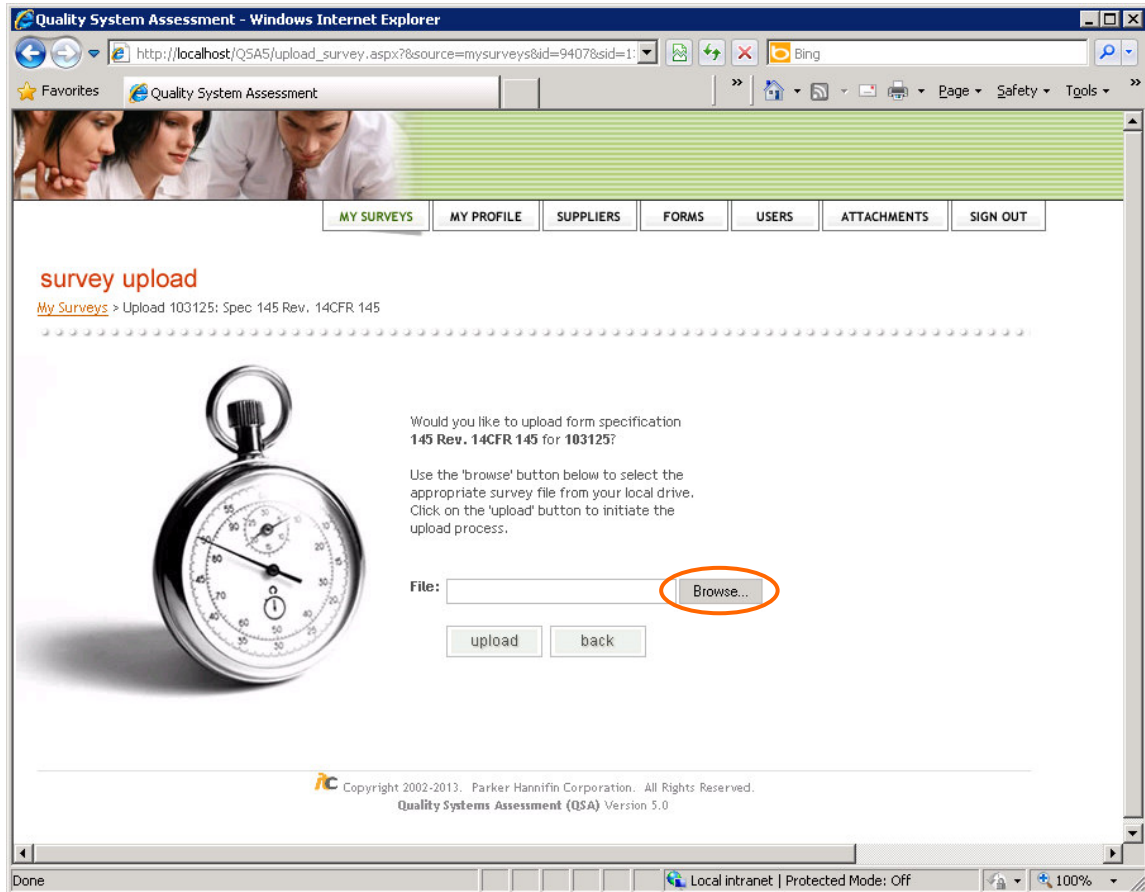 Quality System Assessment - Windows Internet Explorer
http://localhost/QSA5/upload_survey.aspx?&source=mysurveys&id=9407&sid=1
Bing
Favorites Quality System Assessment » Page Safety Tools »
MY SURVEYS MY PROFILE SUPPLIERS FORMS USERS ATTACHMENTS SIGN OUT
survey upload
My Surveys > Upload 103125: Spec 145 Rev. 14CFR 145
Would you like to upload form specification
145 Rev. 14CFR 145 for 103125?
Use the 'browse' button below to select the
appropriate survey file from your local drive.
Click on the 'upload' button to initiate the
upload process.
File: Browse...
upload back
Copyright 2002-2013. Parker Hannifin Corporation. All Rights Reserved.
Quality Systems Assessment (QSA) Version 5.0
Done Local intranet | Protected Mode: Off 100%